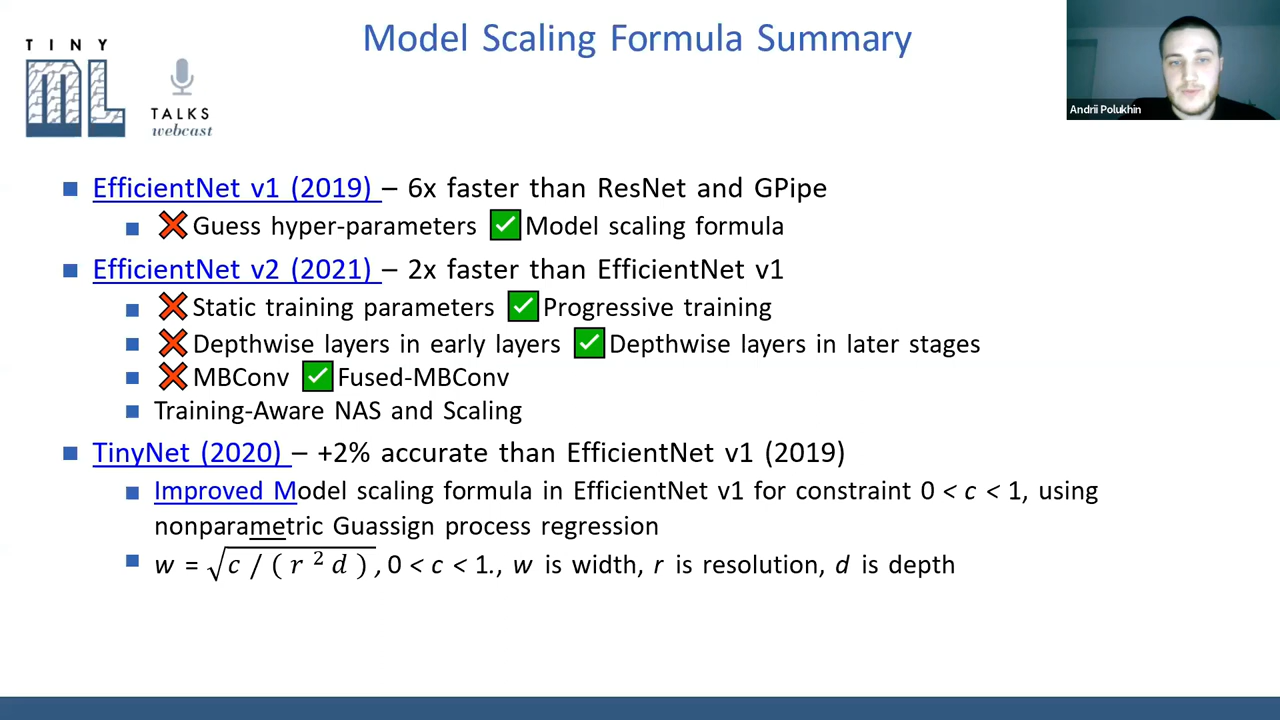 Model Scaling Formula Summary
TINY
ML
TALKS
webcast
Andrii Polukhin
EfficientNet v1 (2019) – 6x faster than ResNet and GPipe
❌ Guess hyper-parameters ✅ Model scaling formula
EfficientNet v2 (2021) – 2x faster than EfficientNet v1
❌ Static training parameters ✅ Progressive training
❌ Depthwise layers in early layers ✅ Depthwise layers in later stages
❌ MBConv ✅ Fused-MBConv
Training-Aware NAS and Scaling
TinyNet (2020) – +2% accurate than EfficientNet v1 (2019)
Improved Model scaling formula in EfficientNet v1 for constraint 0 < c < 1, using
nonparametric Guassign process regression
w = √c / ( r ² d ) , 0 < c < 1., w is width, r is resolution, d is depth